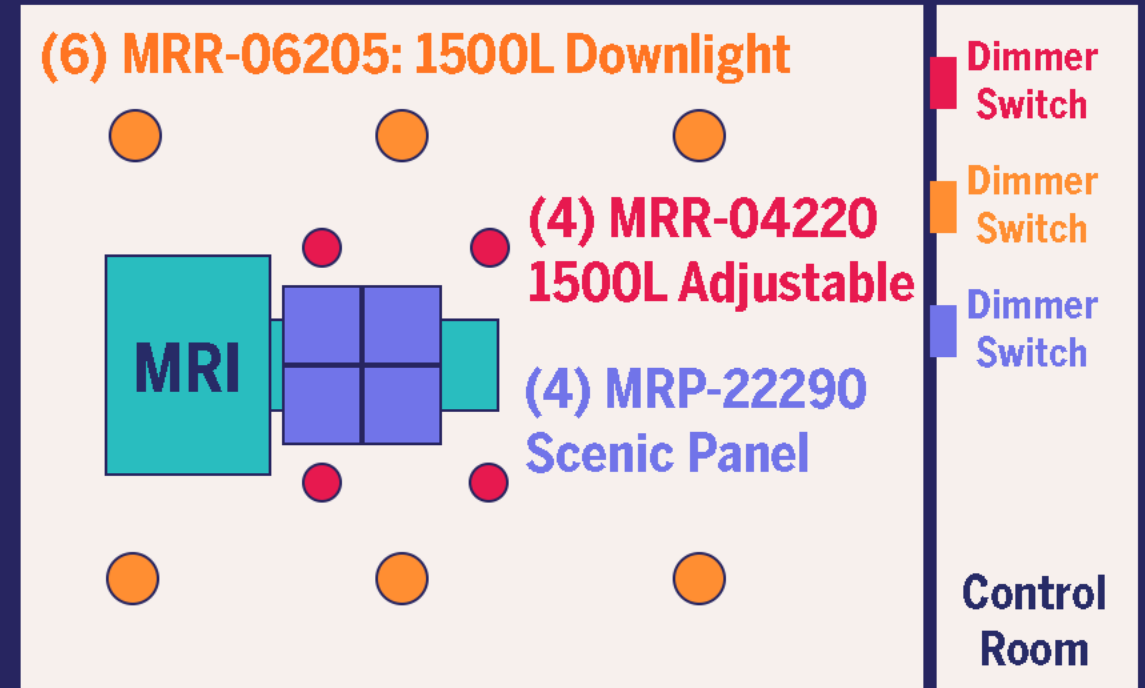 (6) MRR-06205: 1500L Downlight
Dimmer
Switch
(4) MRR-04220
1500L Adjustable
Dimmer
Switch
MRI
(4) MRP-22290
Scenic Panel
Dimmer
Switch
Control
Room